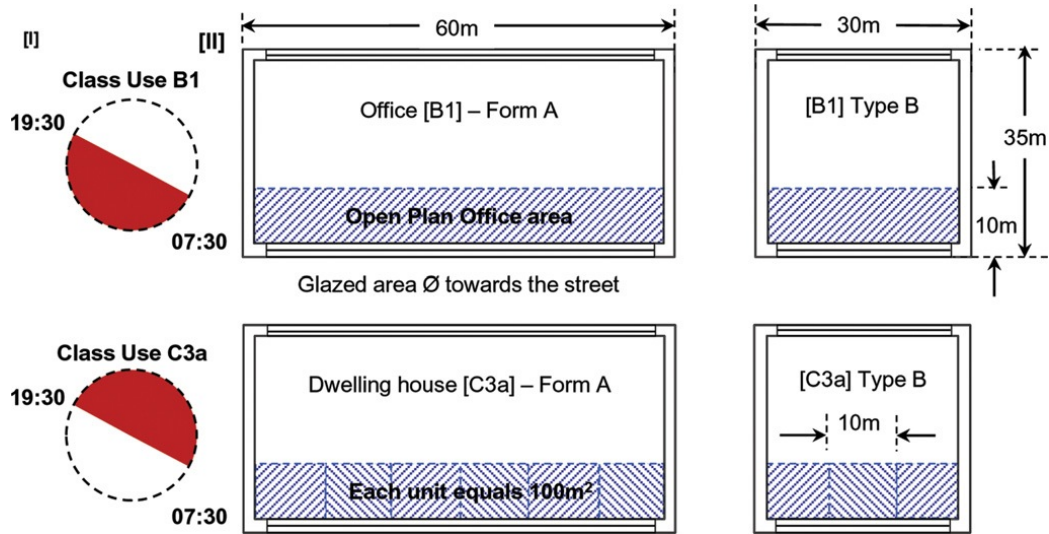 [I]
[II]
60m
30m
Class Use B1
19:30
07:30
Office [B1] – Form A
[B1] Type B
35m
10m
Open Plan Office area
Glazed area Ø towards the street
Class Use C3a
19:30
07:30
Dwelling house [C3a] – Form A
[C3a] Type B
10m
Each unit equals 100m²